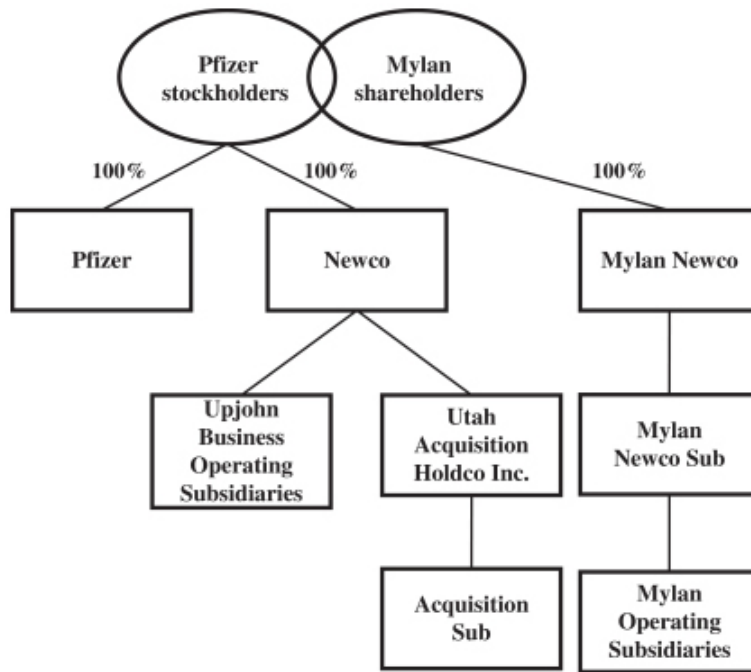 Pfizer
stockholders
Mylan
shareholders
100%
100%
100%
Pfizer
Newco
Mylan Newco
Upjohn
Business
Operating
Subsidiaries
Utah
Acquisition
Holdco Inc.
Mylan
Newco Sub
Acquisition
Sub
Mylan
Operating
Subsidiaries